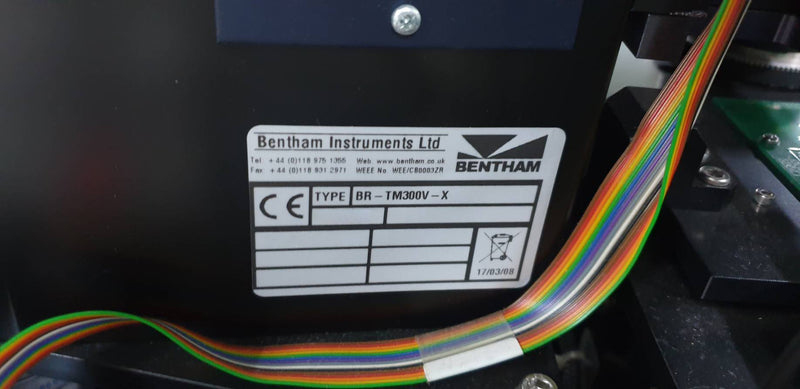 Bentham Instruments Ltd
Tel. +44 (0)118 975 1355 Web. www.bentham.co.uk
Fax +44 (0)118 931 2971 WEEE No. WEE/CB0003ZR
BENTHAM
CE TYPE BR-TM300V-X
17/03/08